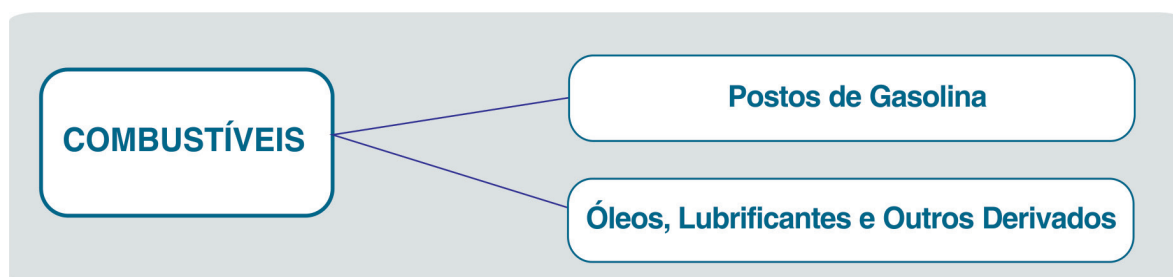 COMBUSTÍVEIS
Postos de Gasolina
Óleos, Lubrificantes e Outros Derivados